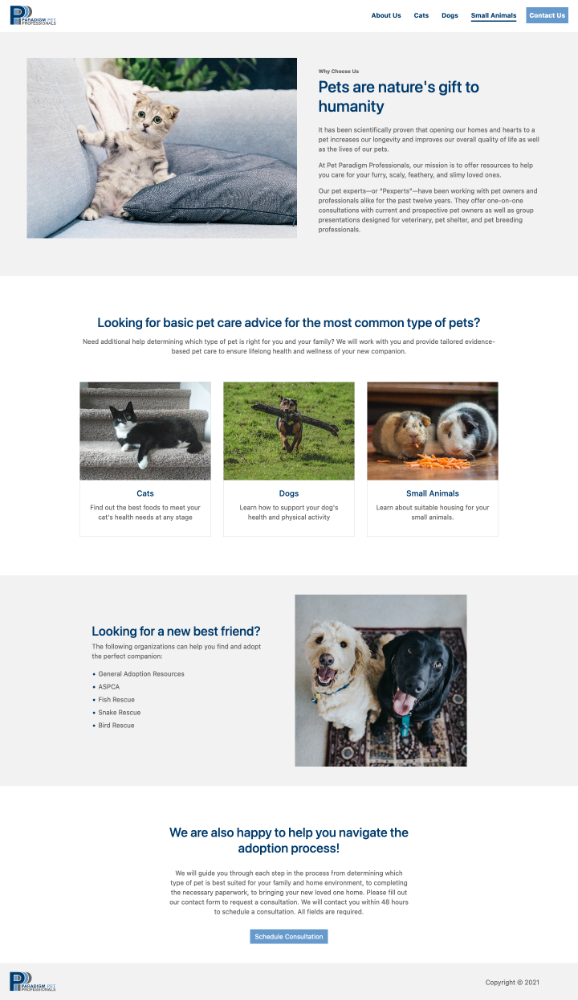 PARADIGM PET
PROFESSIONALS
About Us
Cats
Dogs
Small Animals
Contact Us
Why Choose Us
Pets are nature's gift to
humanity
It has been scientifically proven that opening our homes and hearts to a
pet increases our longevity and improves our overall quality of life as well
as the lives of our pets.
At Pet Paradigm Professionals, our mission is to offer resources to help
you care for your furry, scaly, feathery, and slimy loved ones.
Our pet experts—or "Pexperts"—have been working with pet owners and
professionals alike for the past twelve years. They offer one-on-one
consultations with current and prospective pet owners as well as group
presentations designed for veterinary, pet shelter, and pet breeding
professionals.
Looking for basic pet care advice for the most common type of pets?
Need additional help determining which type of pet is right for you and your family? We will work with you and provide tailored evidence-
based pet care to ensure lifelong health and wellness of your new companion.
Cats
Find out the best foods to meet your
cat's health needs at any stage
Dogs
Learn how to support your dog's
health and physical activity
Small Animals
Learn about suitable housing for your
small animals.
Looking for a new best friend?
The following organizations can help you find and adopt
the perfect companion:
• General Adoption Resources
• ASPCA
• Fish Rescue
• Snake Rescue
• Bird Rescue
We are also happy to help you navigate the
adoption process!
We will guide you through each step in the process from determining which
type of pet is best suited for your family and home environment, to completing
the necessary paperwork, to bringing your new loved one home. Please fill out
our contact form to request a consultation. We will contact you within 48 hours
to schedule a consultation. All fields are required.
Schedule Consultation
PARADIGM PET
PROFESSIONALS
Copyright © 2021